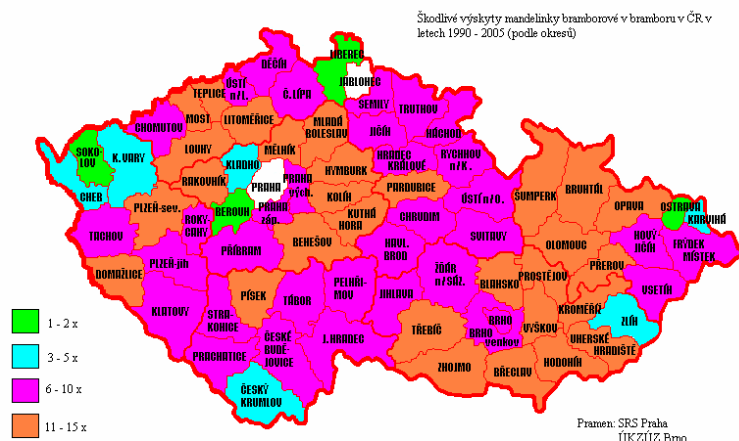 Škodlivé výskyty mandelinky bramborové v bramboru v ČR v
letech 1990 - 2005 (podle okresů)
LIBEREC
DĚČÍN
JABLONEC
ÚSTÍ
n/L.
TEPLICE
Č.LÍPA
SEMILY
TRUTNOV
MOST
LITOMĚŘICE
MLADÁ
BOLESLAV
CHOMUTOV
JIČÍN
NÁCHOD
SOKO
LOV
K.VARY
LOUNY
MĚLNÍK
HRADEC
KRÁLOVÉ
RYCHNOV
n/K.
KLADNO
NYMBURK
CHEB
RAKOVNÍK
PRAHA
PRAHA
vých.
PARDUBICE
ŠUMPERK
BRUNTÁL
OPAVA
OSTRAVA
KARVINÁ
PLZEŇ-sev.
BEROUN
PRAHA
záp.
KOLÍN
ÚSTÍ n/O.
ROKY-
CANY
KUTNÁ
HORA
CHRUDIM
TACHOV
PŘÍBRAM
BENEŠOV
SVITAVY
OLOMOUC
NOVÝ
JIČÍN
FRÝDEK
MÍSTEK
PLZEŇ-jih
HAVL.
BROD
PŘEROV
DOMAŽLICE
PROSTĚJOV
ŽĎÁR
n/SÁZ.
BLANSKO
VSETÍN
KLATOVY
PÍSEK
TÁBOR
PELHŘI-
MOV
JIHLAVA
KROMĚŘÍŽ
STRA-
KONICE
ZLÍN
BRNO
VYŠKOV
BRNO
venkov
TŘEBÍČ
UHERSKÉ
HRADIŠTĚ
ČESKÉ
BUDĚ
JOVICE
J.HRADEC
PRACHATICE
HODONÍN
ZNOJMO
BŘECLAV
ČESKÝ
KRUMLOV
1 - 2 x
3 - 5 x
6 - 10 x
11 - 15 x
Pramen: SRS Praha
ÚKZÚZ Brno